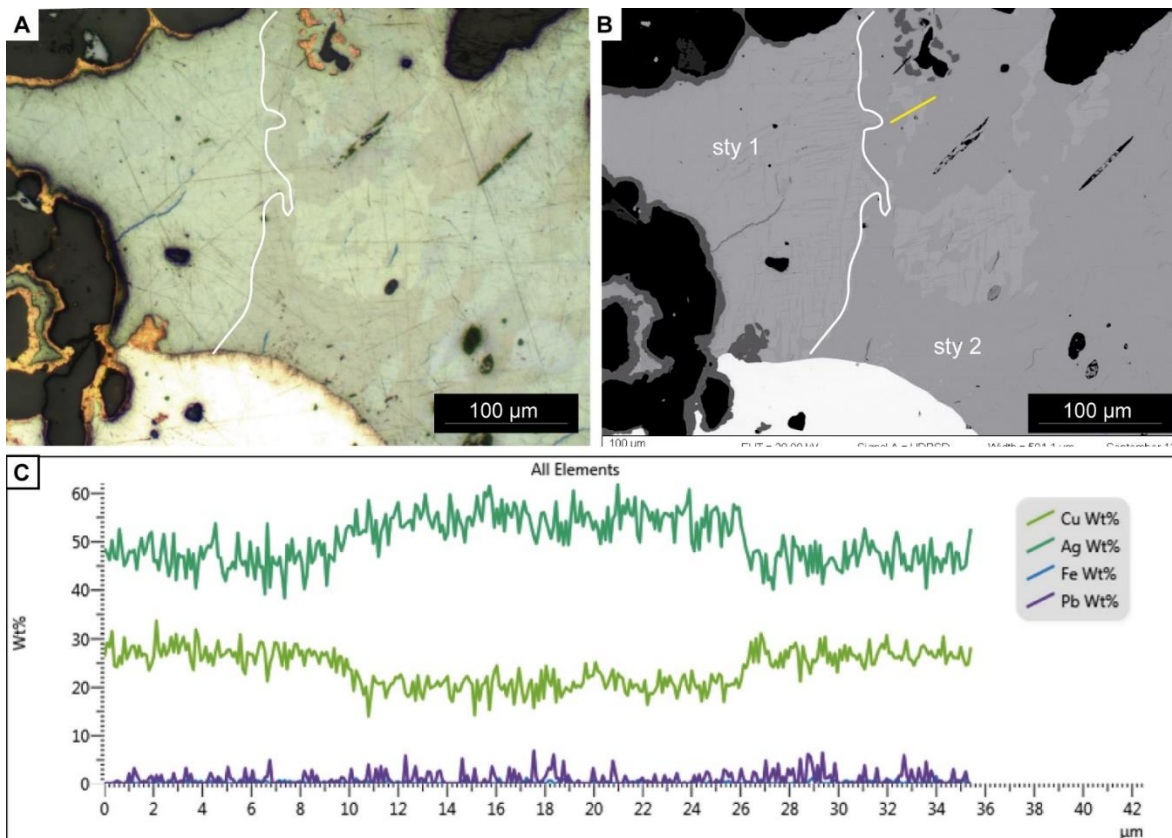 A
100 µm
B
sty 1
sty 2
100 µm
100 µm
C
All Elements
60
50
40
30
20
10
0
Wt%
Cu Wt%
Ag Wt%
Fe Wt%
Pb Wt%
0 2 4 6 8 10 12 14 16 18 20 22 24 26 28 30 32 34 36 38 40 42
µm